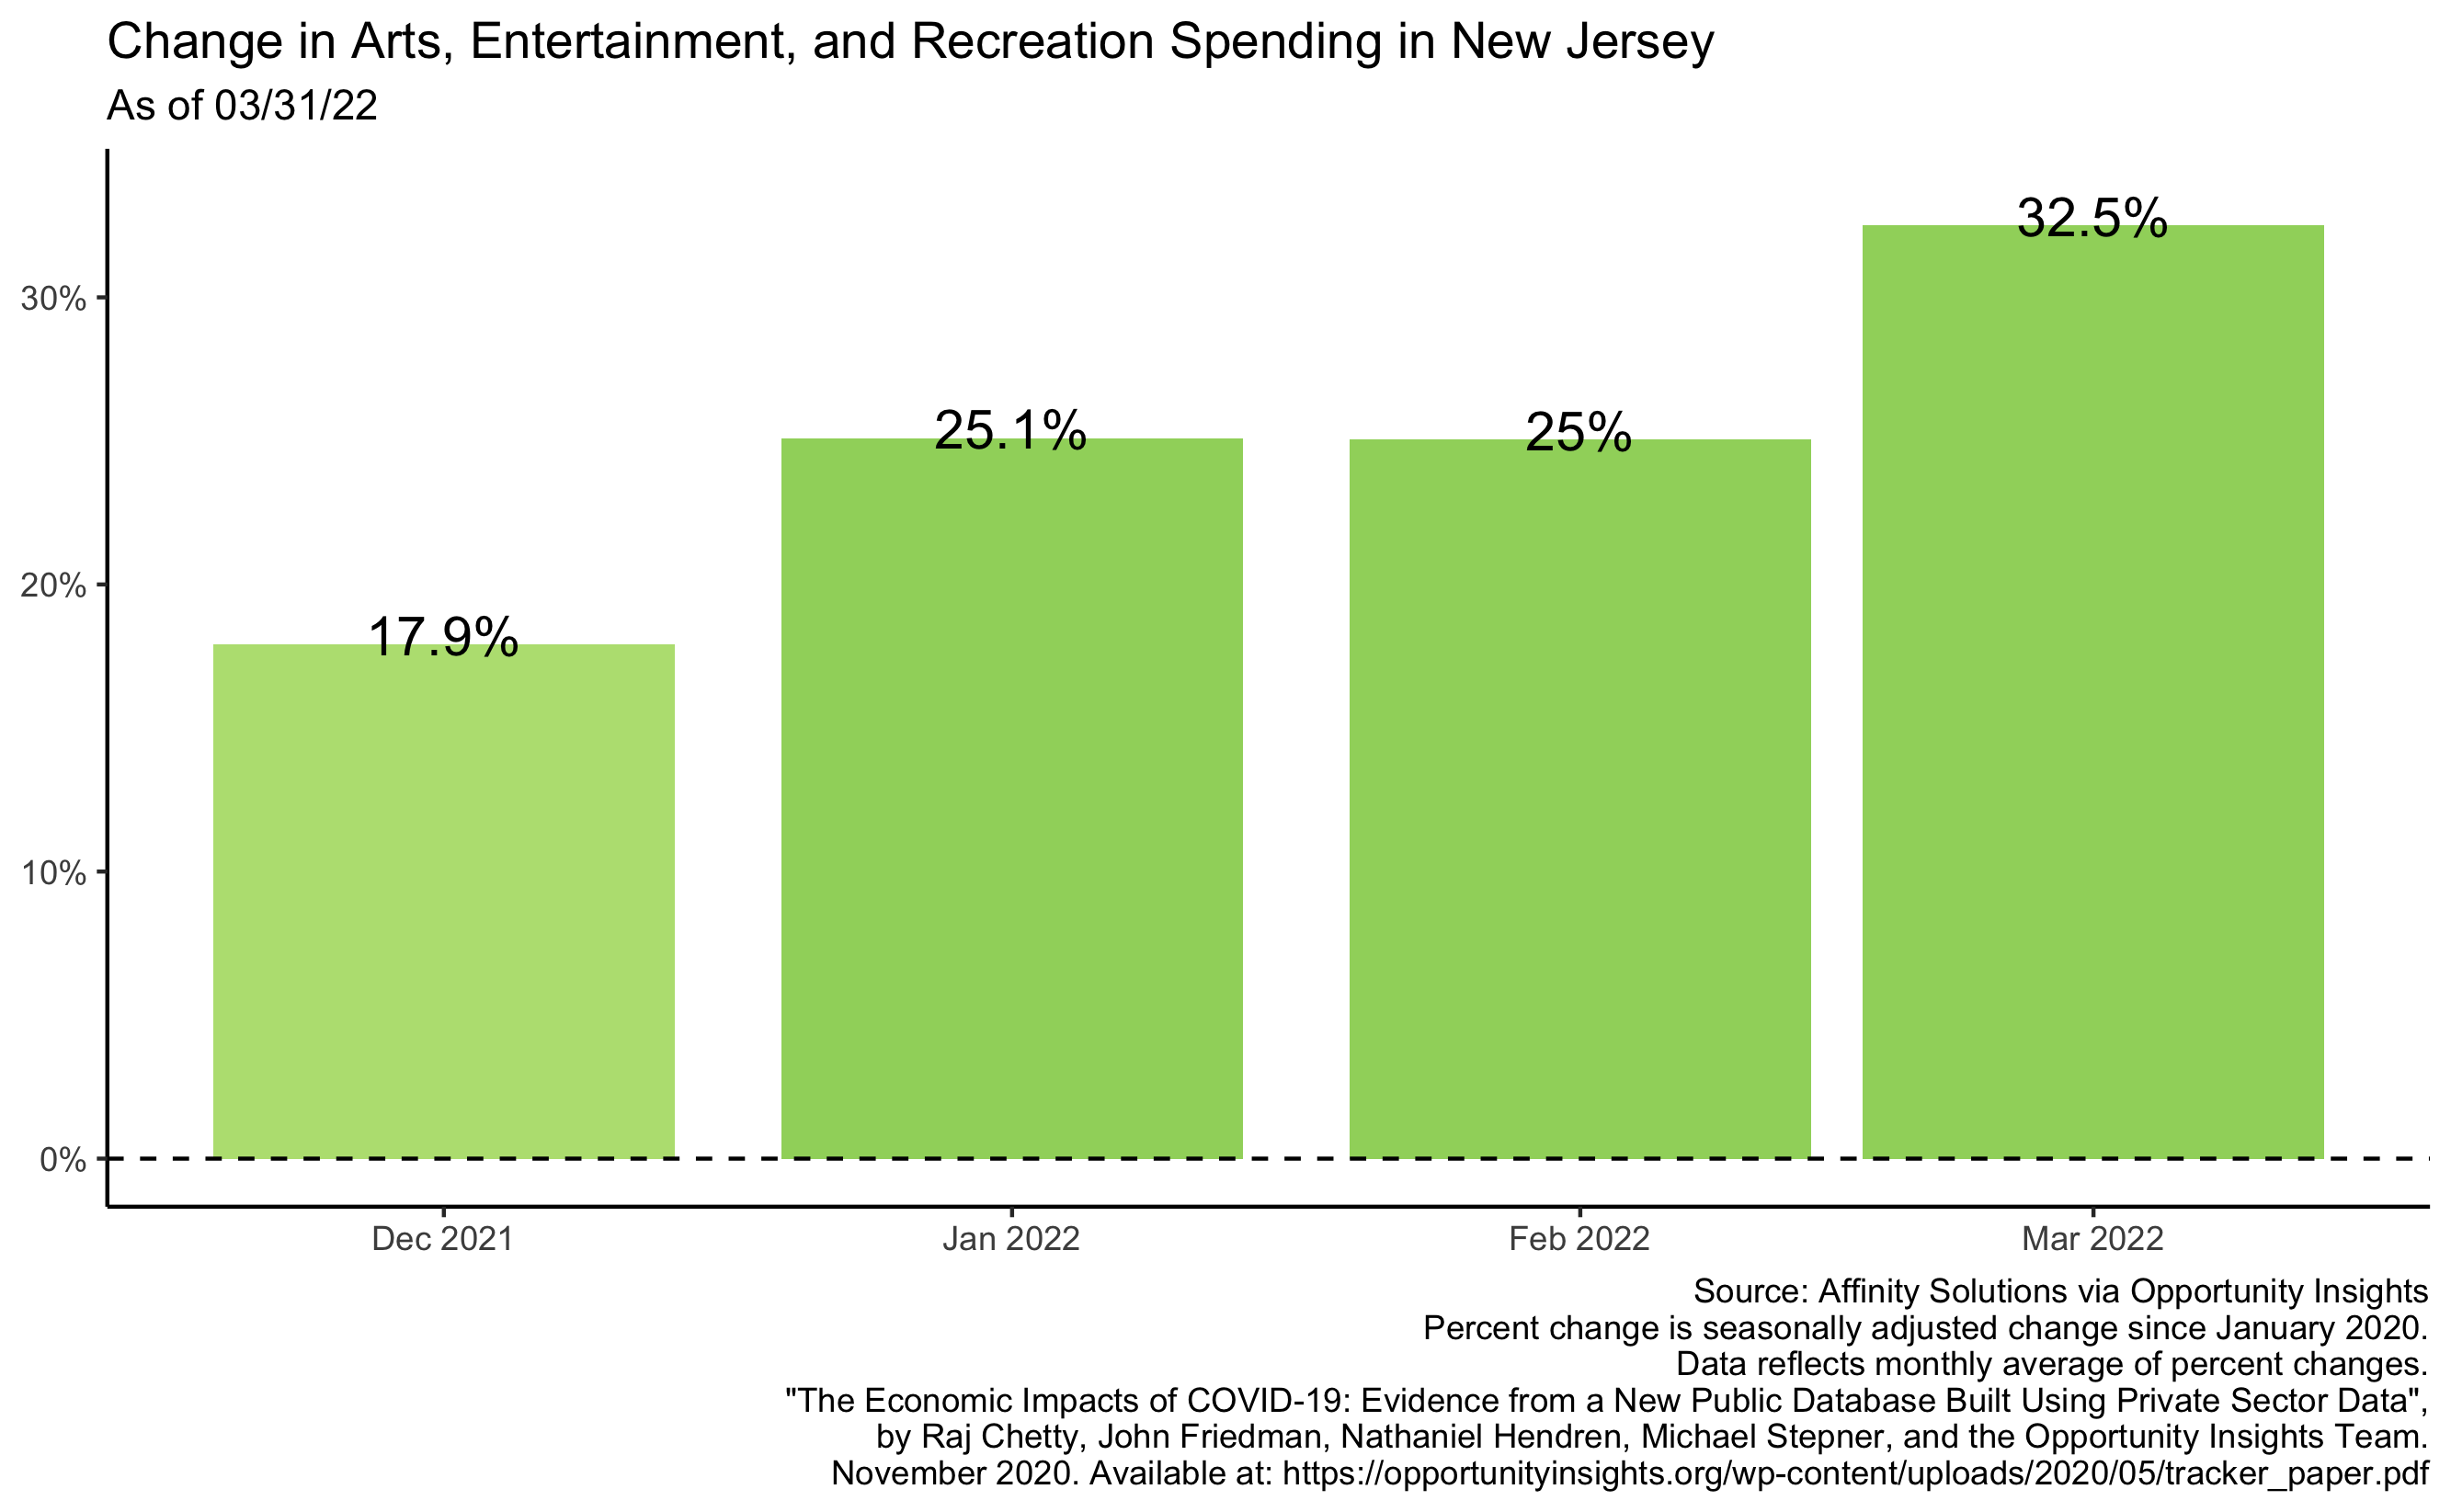 Change in Arts, Entertainment, and Recreation Spending in New Jersey
As of 03/31/22
32.5%
30%
25.1%
25%
20%
17.9%
10%
0%
Dec 2021
Jan 2022
Feb 2022
Mar 2022
Source: Affinity Solutions via Opportunity Insights
Percent change is seasonally adjusted change since January 2020.
Data reflects monthly average of percent changes.
"The Economic Impacts of COVID-19: Evidence from a New Public Database Built Using Private Sector Data",
by Raj Chetty, John Friedman, Nathaniel Hendren, Michael Stepner, and the Opportunity Insights Team.
November 2020. Available at: https://opportunityinsights.org/wp-content/uploads/2020/05/tracker_paper.pdf